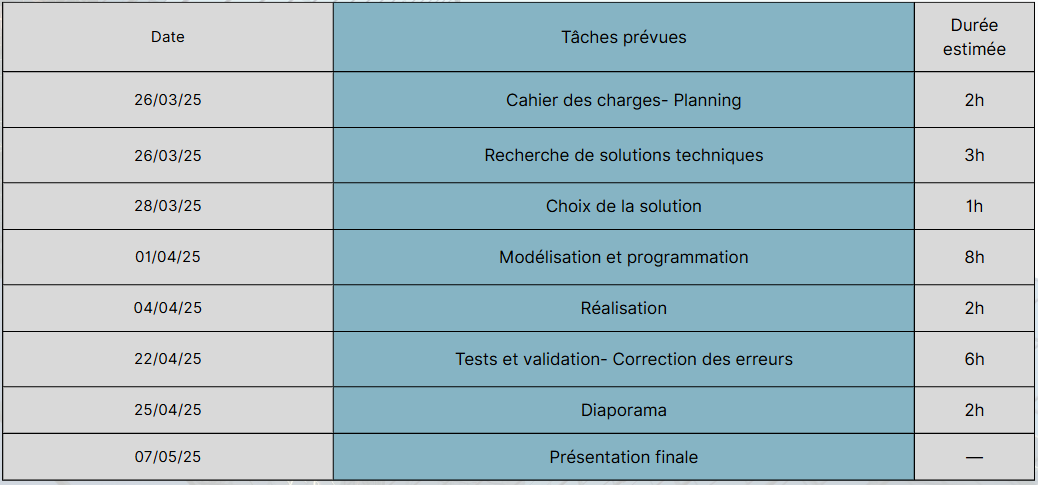 Date Tâches prévues Durée estimée
26/03/25 Cahier des charges- Planning 2h
26/03/25 Recherche de solutions techniques 3h
28/03/25 Choix de la solution 1h
01/04/25 Modélisation et programmation 8h
04/04/25 Réalisation 2h
22/04/25 Tests et validation- Correction des erreurs 6h
25/04/25 Diaporama 2h
07/05/25 Présentation finale —